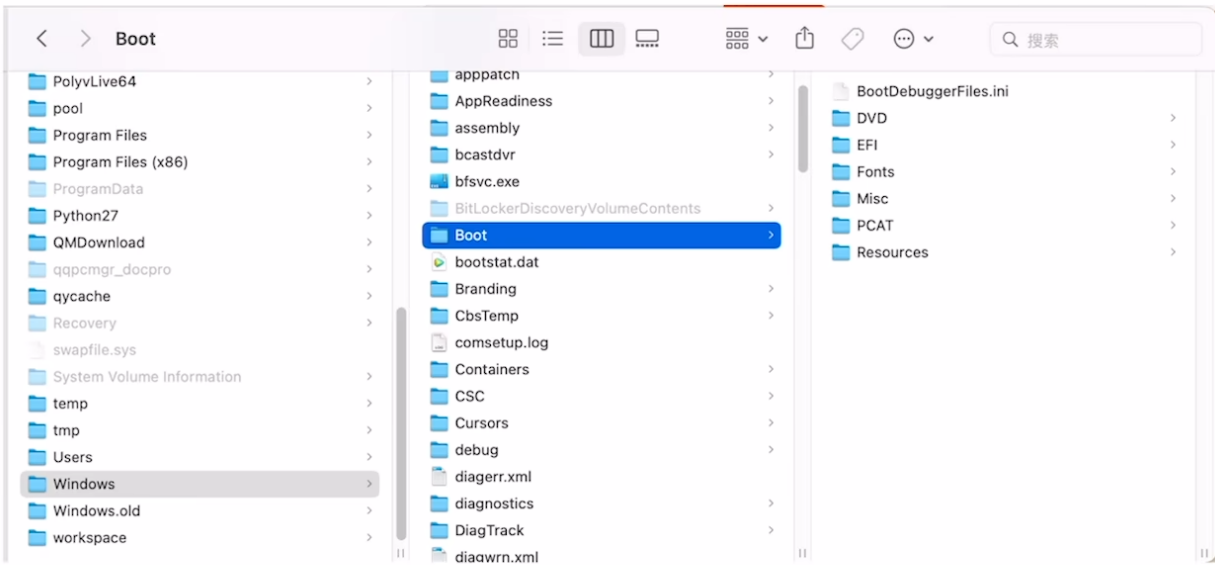 Boot
搜索
PolyvLive64
pool
Program Files
Program Files (x86)
ProgramData
Python27
QMDownload
qqpcmgr_docpro
qycache
Recovery
swapfile.sys
System Volume Information
temp
tmp
Users
Windows
Windows.old
workspace
apppatch
AppReadiness
assembly
bcastdvr
bfsvc.exe
BitLockerDiscoveryVolumeContents
Boot
bootstat.dat
Branding
CbsTemp
comsetup.log
Containers
CSC
Cursors
debug
diagerr.xml
diagnostics
DiagTrack
diagwrn.xml
BootDebuggerFiles.ini
DVD
EFI
Fonts
Misc
PCAT
Resources